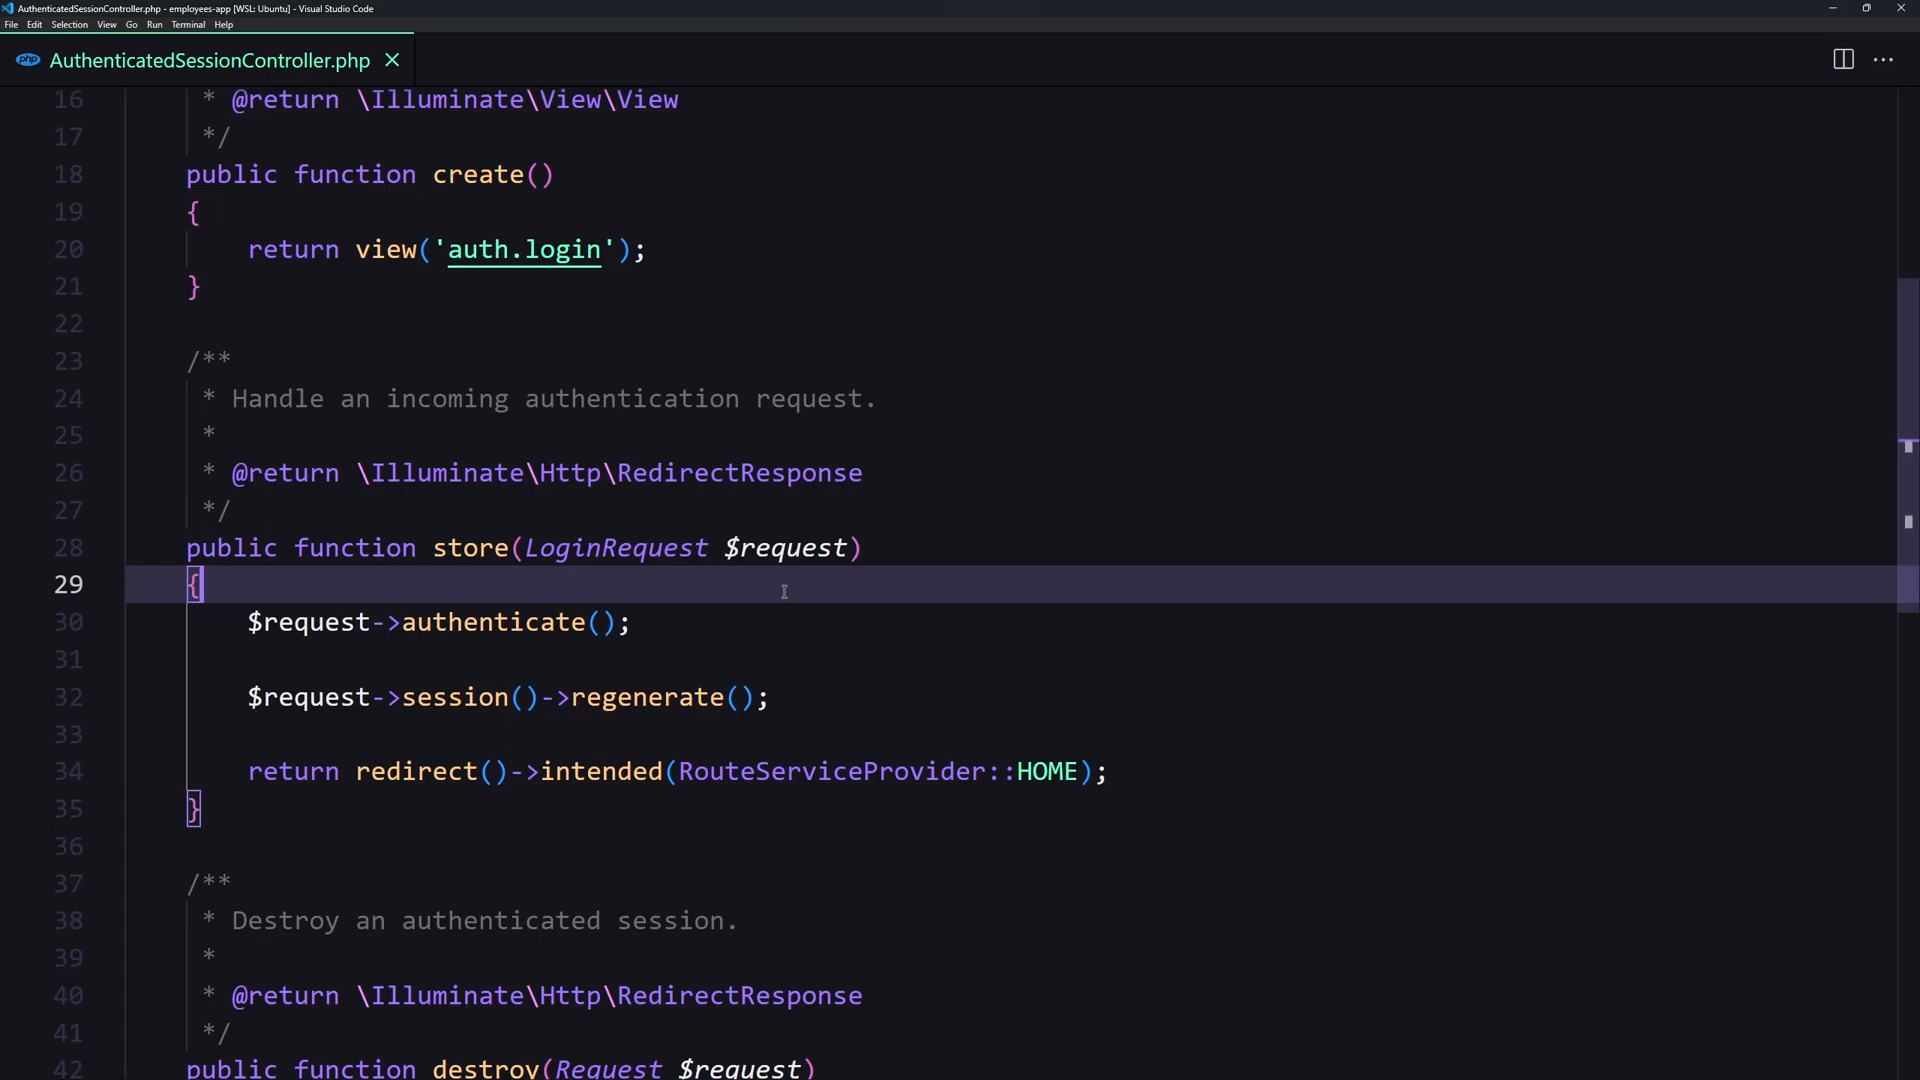 AuthenticatedSessionController.php - employees-app [WSL: Ubuntu] - Visual Studio Code
File Edit Selection View Go Run Terminal Help
php AuthenticatedSessionController.php
16 * @return \Illuminate\View\View
17 */
18 public function create()
19 {
20 return view('auth.login');
21 }
22
23 /**
24 * Handle an incoming authentication request.
25 *
26 * @return \Illuminate\Http\RedirectResponse
27 */
28 public function store(LoginRequest $request)
29 {
30 $request->authenticate();
31
32 $request->session()->regenerate();
33
34 return redirect()->intended(RouteServiceProvider::HOME);
35 }
36
37 /**
38 * Destroy an authenticated session.
39 *
40 * @return \Illuminate\Http\RedirectResponse
41 */
42 public function destroy(Request $request)